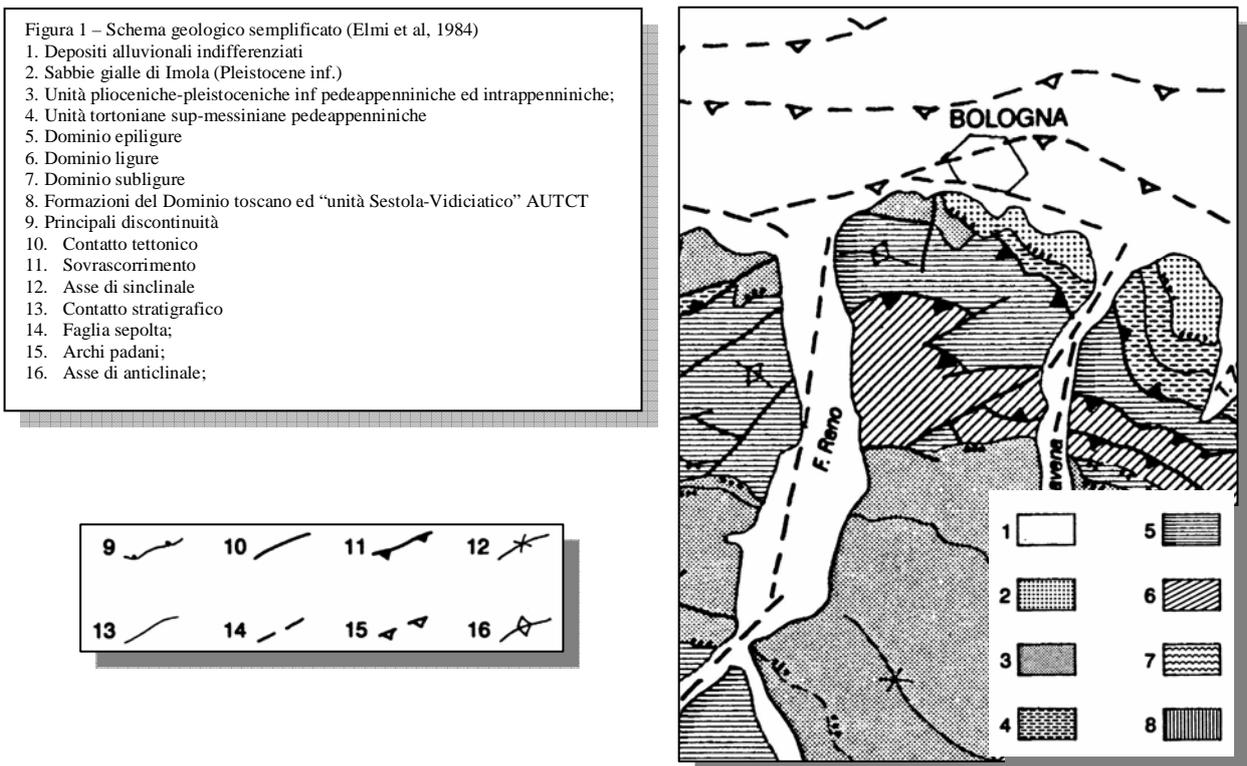 Figura 1 – Schema geologico semplificato (Elmi et al, 1984)
1. Depositi alluvionali indifferenziati
2. Sabbie gialle di Imola (Pleistocene inf.)
3. Unità plioceniche-pleistoceniche inf pedeappenniniche ed intrappenniniche;
4. Unità tortoniane sup-messiniane pedeappenniniche
5. Dominio epiligure
6. Dominio ligure
7. Dominio subligure
8. Formazioni del Dominio toscano ed “unità Sestola-Vidiciatico” AUTCT
9. Principali discontinuità
10. Contatto tettonico
11. Sovrascorrimento
12. Asse di sinclinale
13. Contatto stratigrafico
14. Faglia sepolta;
15. Archi padani;
16. Asse di anticlinale;
9 10 11 12
13 14 15 16
BOLOGNA
F. Reno
avena
T.
1 5
2 6
3 7
4 8